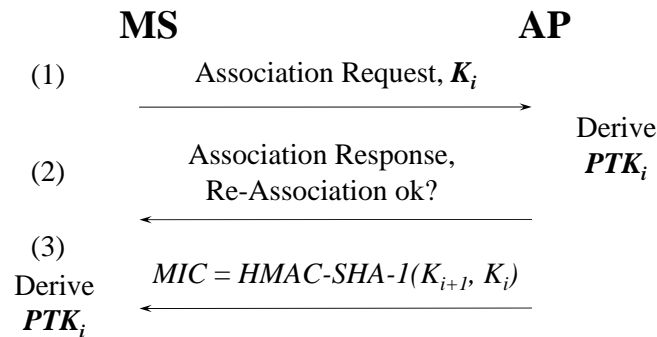 MS AP
(1) Association Request, K_i
Derive
PTK_i
(2) Association Response,
Re-Association ok?
(3)
Derive
PTK_i
MIC = HMAC-SHA-1(K_{i+1}, K_i)